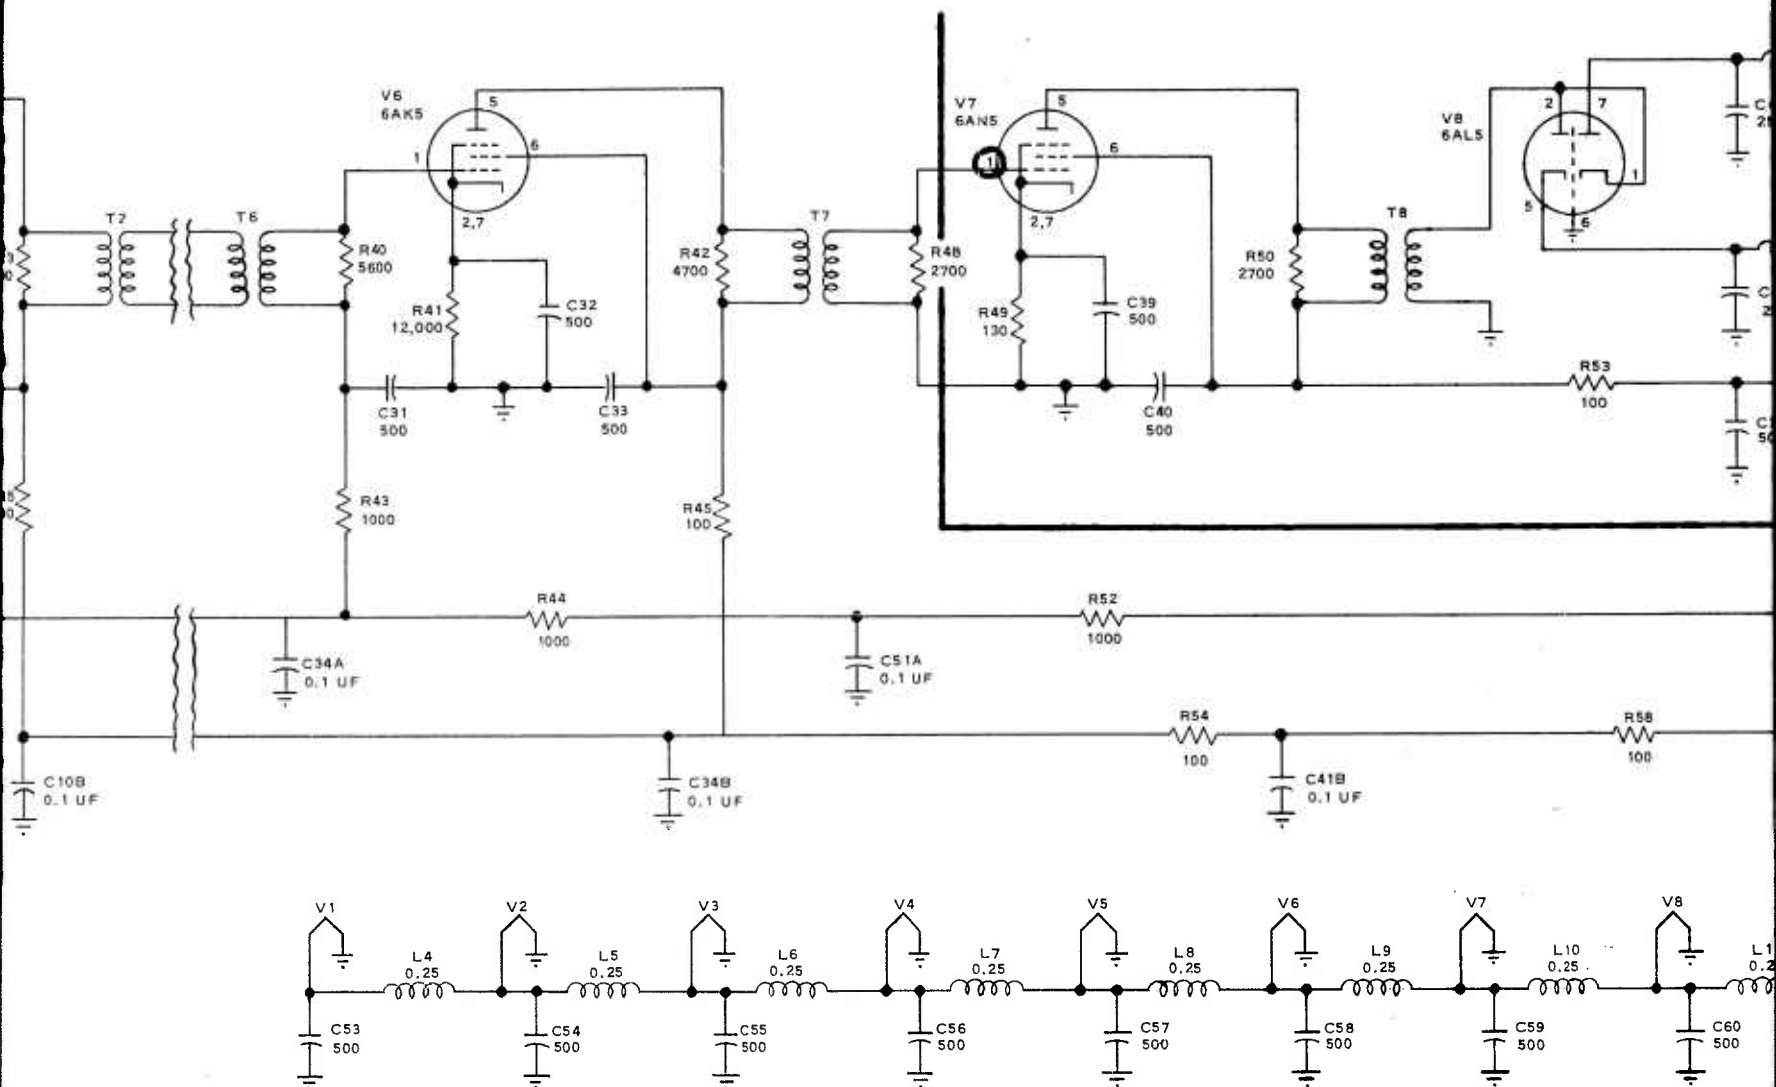 V6
6AK5
5
6
1
2,7
V7
6AN5
5
6
1
2,7
V8
6AL5
2
7
1
5
6
T2
T6
R40
5600
R41
12,000
C32
500
R42
4700
T7
R48
2700
R49
130
C39
500
R50
2700
T8
C31
500
C33
500
C40
500
R53
100
R43
1000
R45
100
R44
1000
R52
1000
C34A
0.1 UF
C51A
0.1 UF
R54
100
R58
100
C10B
0.1 UF
C34B
0.1 UF
C41B
0.1 UF
V1
V2
V3
V4
V5
V6
V7
V8
L4
0.25
L5
0.25
L6
0.25
L7
0.25
L8
0.25
L9
0.25
L10
0.25
C53
500
C54
500
C55
500
C56
500
C57
500
C58
500
C59
500
C60
500